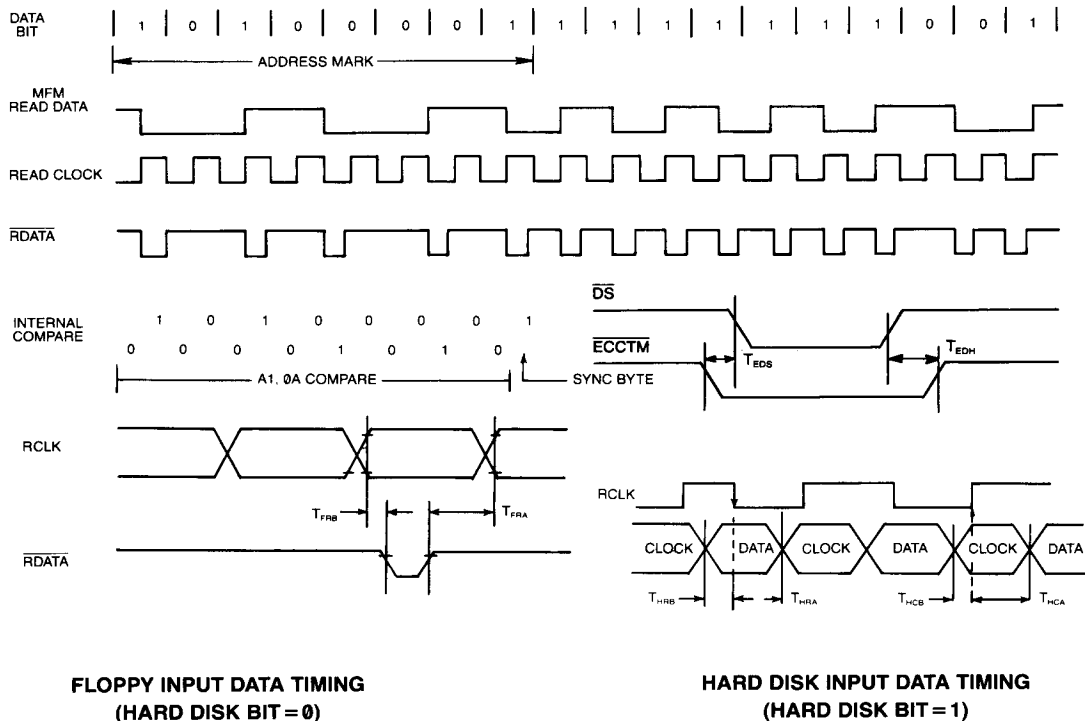 DATA BIT
1 0 1 0 0 0 0 1 1 1 1 1 1 1 1 0 1 1
ADDRESS MARK
MFM
READ DATA
READ CLOCK
RDATA
INTERNAL COMPARE
1 0 1 0 0 0 0 1
0 0 0 0 1 0 1 0
A1, 0A COMPARE
SYNC BYTE
DS
ECCTM
TEDS
TEDH
RCLK
TFRB
TFRA
RDATA
RCLK
CLOCK DATA CLOCK DATA CLOCK DATA
THRB
THRA
THCB
THCA
FLOPPY INPUT DATA TIMING
(HARD DISK BIT = 0)
HARD DISK INPUT DATA TIMING
(HARD DISK BIT = 1)